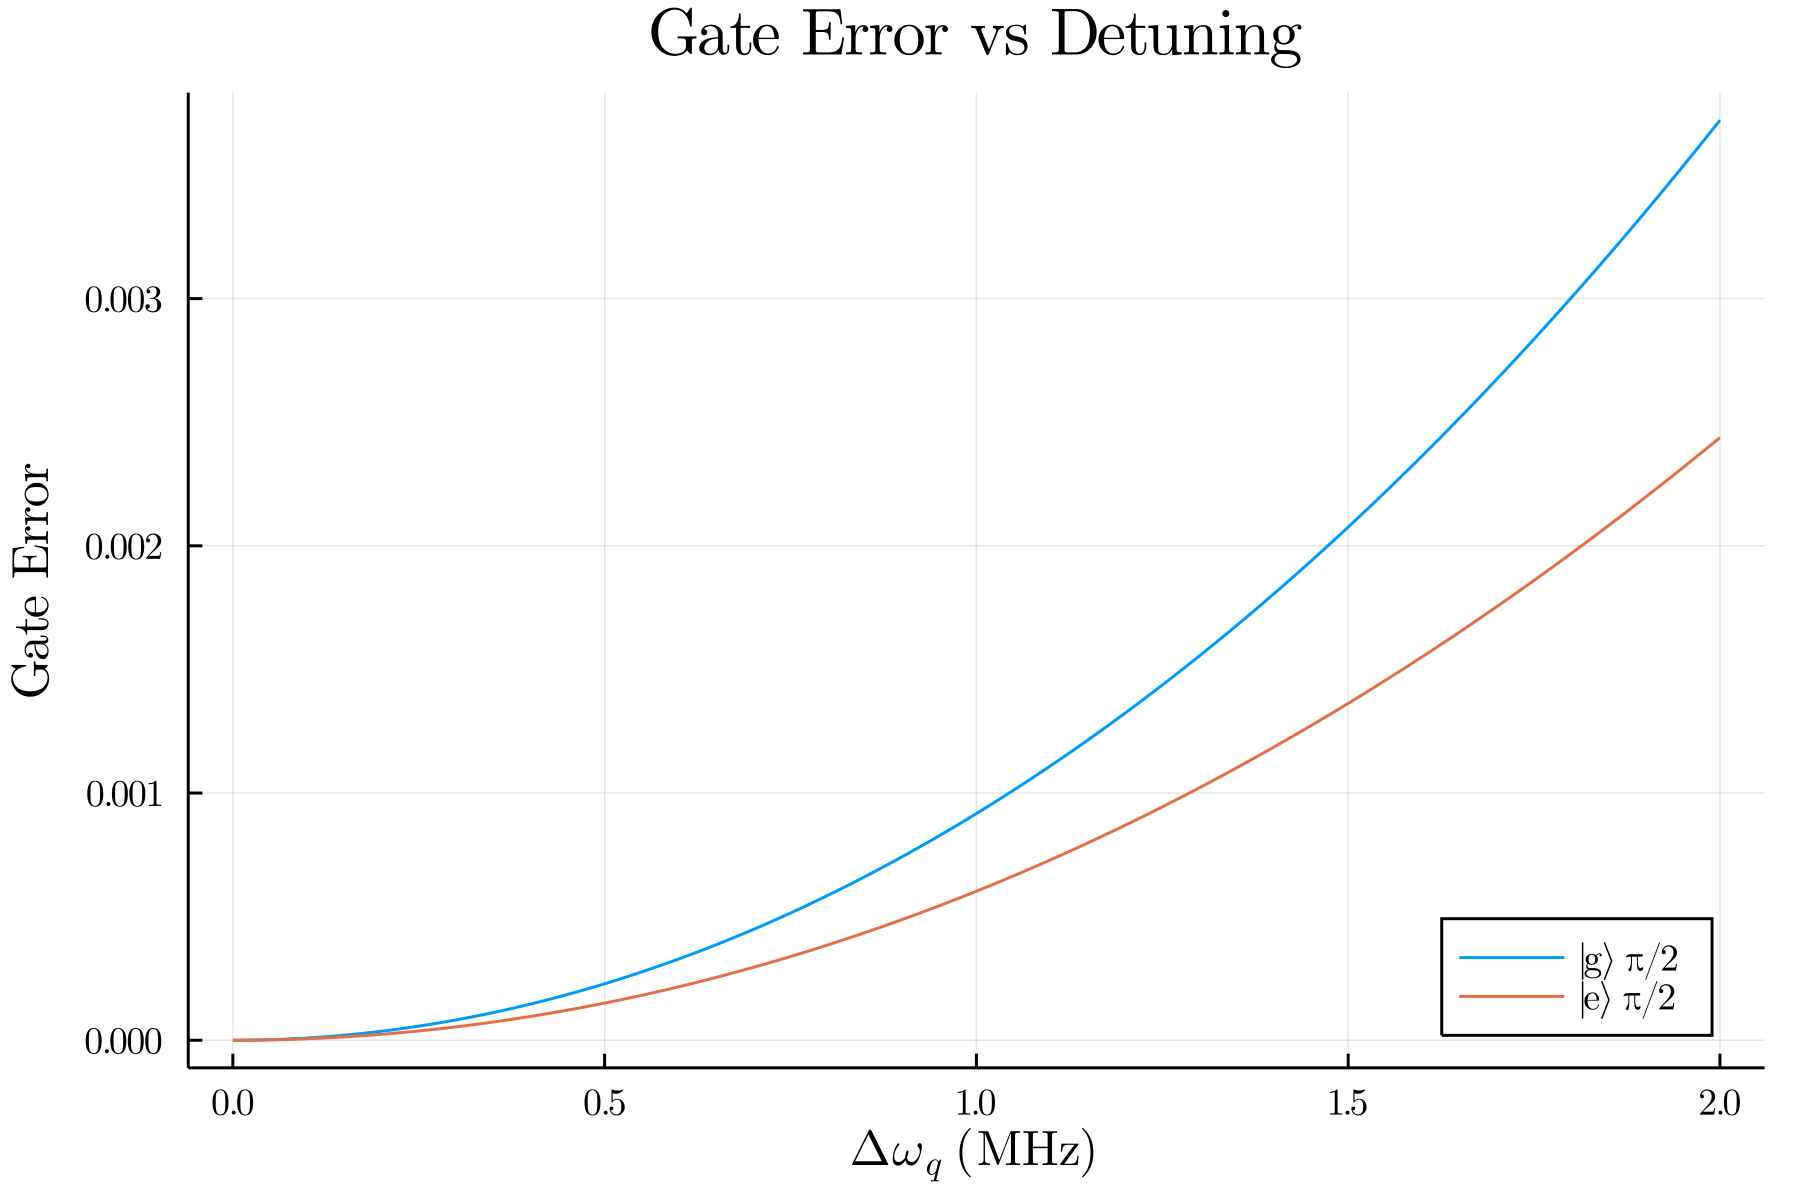 Gate Error vs Detuning
Gate Error
0.003
0.002
0.001
0.000
0.0 0.5 1.0 1.5 2.0
Δω_q (MHz)
|g⟩ π/2
|e⟩ π/2